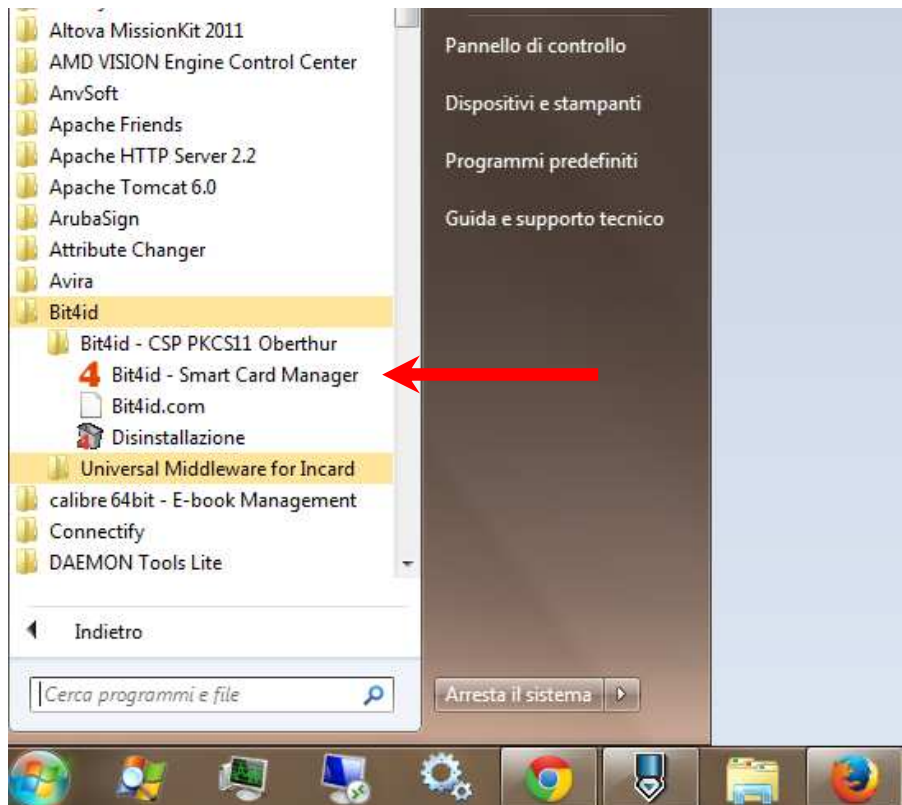 Altova MissionKit 2011
AMD VISION Engine Control Center
AnvSoft
Apache Friends
Apache HTTP Server 2.2
Apache Tomcat 6.0
ArubaSign
Attribute Changer
Avira
Bit4id
Bit4id - CSP PKCS11 Oberthur
Bit4id - Smart Card Manager
Bit4id.com
Disinstallazione
Universal Middleware for Incard
calibre 64bit - E-book Management
Connectify
DAEMON Tools Lite
Indietro
Cerca programmi e file
Pannello di controllo
Dispositivi e stampanti
Programmi predefiniti
Guida e supporto tecnico
Arresta il sistema